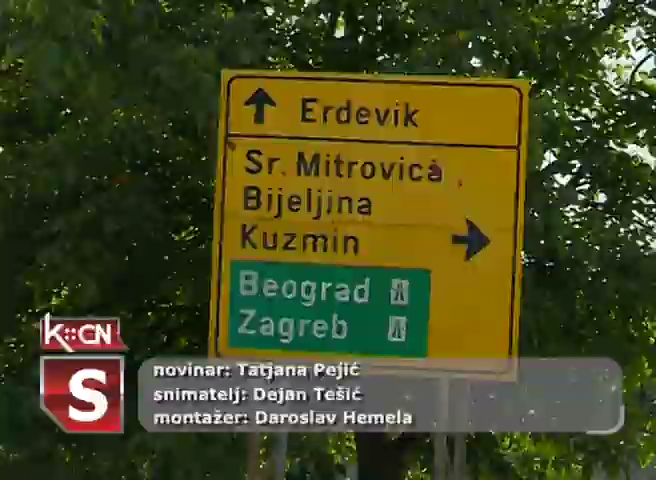 Erdevik
Sr. Mitrovica
Bijeljina
Kuzmin
Beograd
Zagreb
K::CN
S
novinar: Tatjana Pejić
snimatelj: Dejan Tešić
montažer: Daroslav Hemela